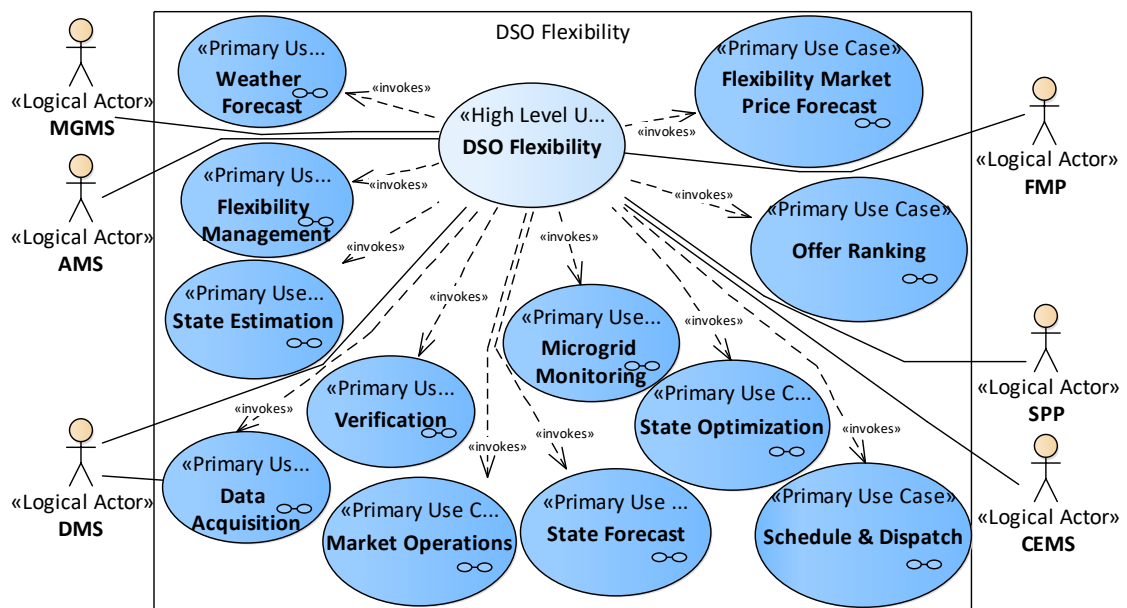 DSO Flexibility
«Logical Actor»
MGMS
«Primary Us...
Weather
Forecast
«invokes»
«High Level U...
DSO Flexibility
«invokes»
«Primary Use Case»
Flexibility Market
Price Forecast
«Logical Actor»
FMP
«Logical Actor»
AMS
«Primary Us...
Flexibility
Management
«invokes»
«invokes»
«Primary Use Case»
Offer Ranking
«invokes»
«Primary Use...
State Estimation
«invokes»
«invokes»
«Primary Use...
Microgrid
Monitoring
«invokes»
«invokes»
«Logical Actor»
SPP
«Primary Us...
Verification
«Primary Use C...
State Optimization
«invokes»
«invokes»
«Logical Actor»
DMS
«Primary Us...
Data
Acquisition
«Primary Use C...
Market Operations
«Primary Use ...
State Forecast
«Primary Use Case»
Schedule & Dispatch
«Logical Actor»
CEMS